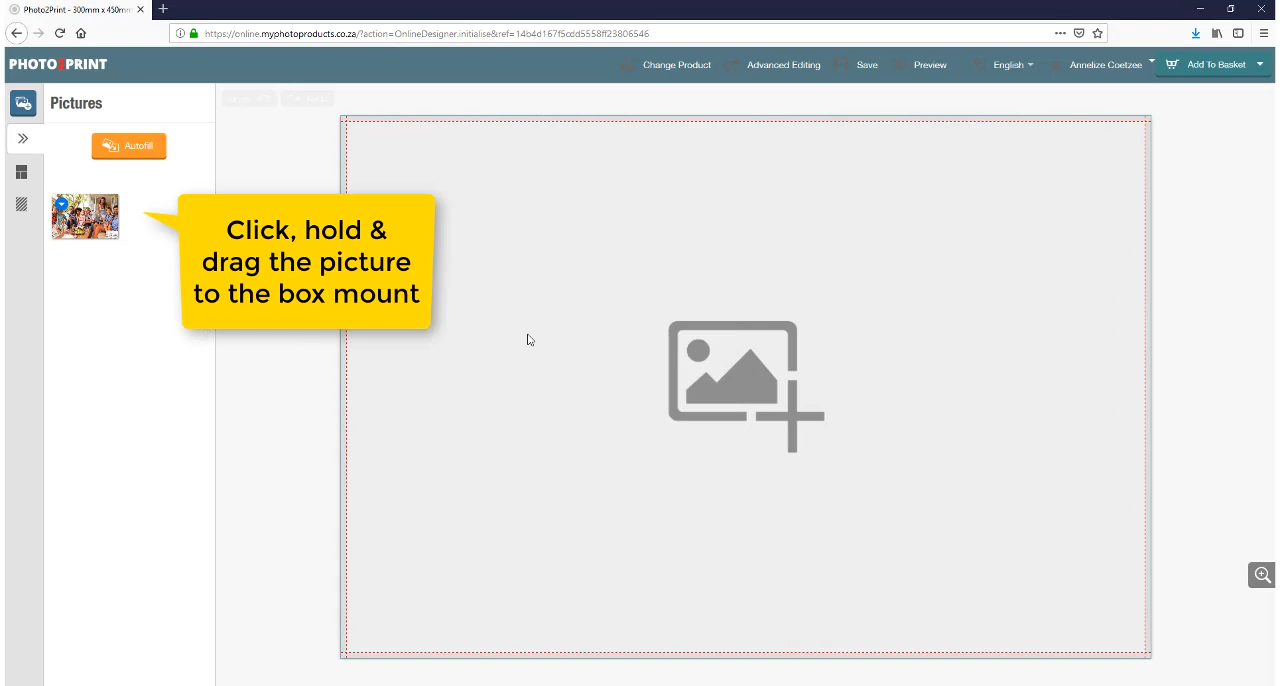 Photo2Print - 300mm x 450mm
https://online.myphotoproducts.co.za/?action=OnlineDesigner.initialise&ref=14b4d167f5cdd5558ff23806546
PHOTO2PRINT
Change Product
Advanced Editing
Save
Preview
English
Annelize Coetzee
Add To Basket
Pictures
Autofill
Click, hold &
drag the picture
to the box mount